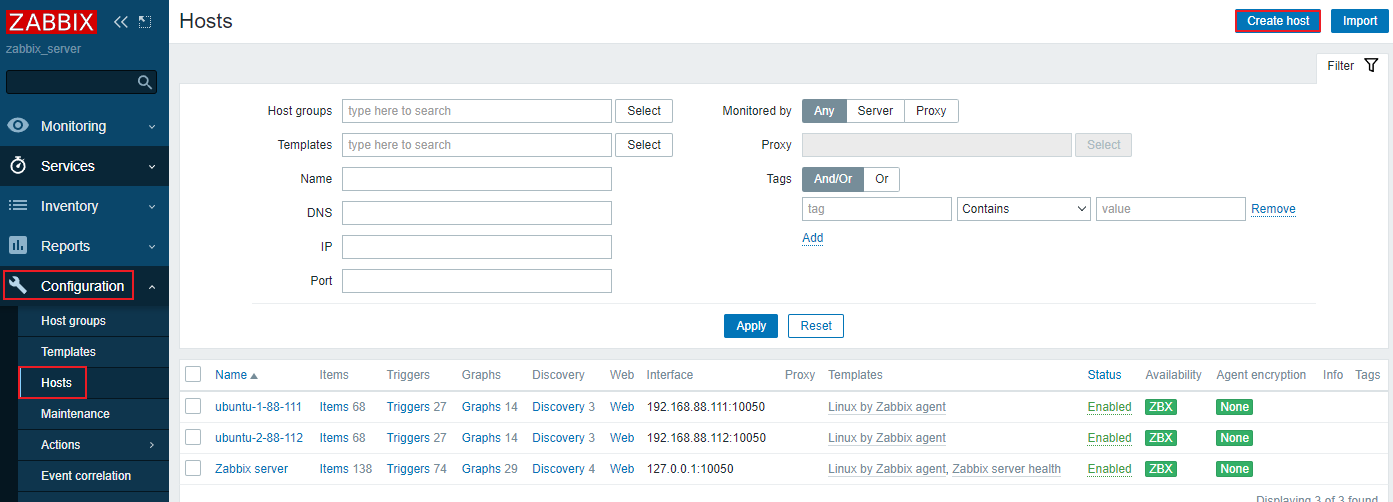 ZABBIX
zabbix_server
Monitoring
Services
Inventory
Reports
Configuration
Host groups
Templates
Hosts
Maintenance
Actions
Event correlation
Hosts
Create host Import
Filter
Host groups type here to search Select
Templates type here to search Select
Name
DNS
IP
Port
Monitored by Any Server Proxy
Proxy Select
Tags And/Or Or
tag Contains value Remove
Add
Apply Reset
Name Items Triggers Graphs Discovery Web Interface Proxy Templates Status Availability Agent encryption Info Tags
ubuntu-1-88-111 Items 68 Triggers 27 Graphs 14 Discovery 3 Web 192.168.88.111:10050 Linux by Zabbix agent Enabled ZBX None
ubuntu-2-88-112 Items 68 Triggers 27 Graphs 14 Discovery 3 Web 192.168.88.112:10050 Linux by Zabbix agent Enabled ZBX None
Zabbix server Items 138 Triggers 74 Graphs 29 Discovery 4 Web 127.0.0.1:10050 Linux by Zabbix agent, Zabbix server health Enabled ZBX None
Displaying 3 of 3 found